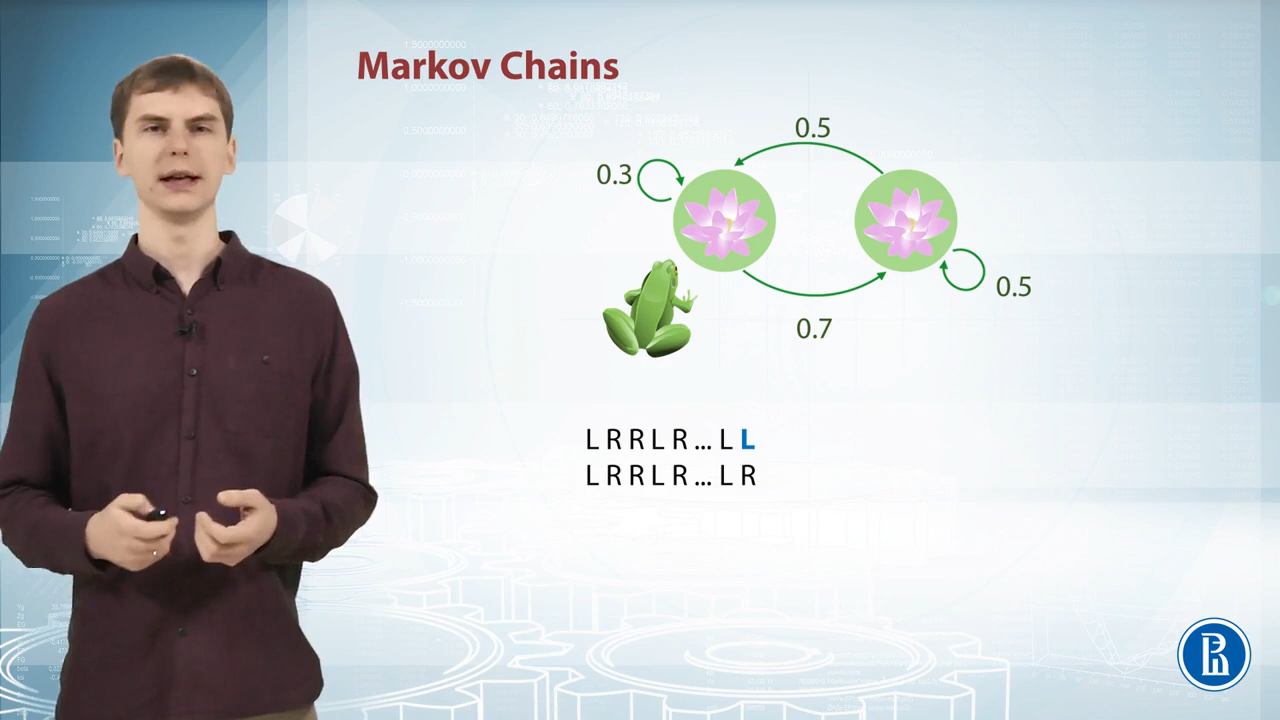 Markov Chains
0.5
0.3
0.5
0.7
L R R L R ... L L
L R R L R ... L R